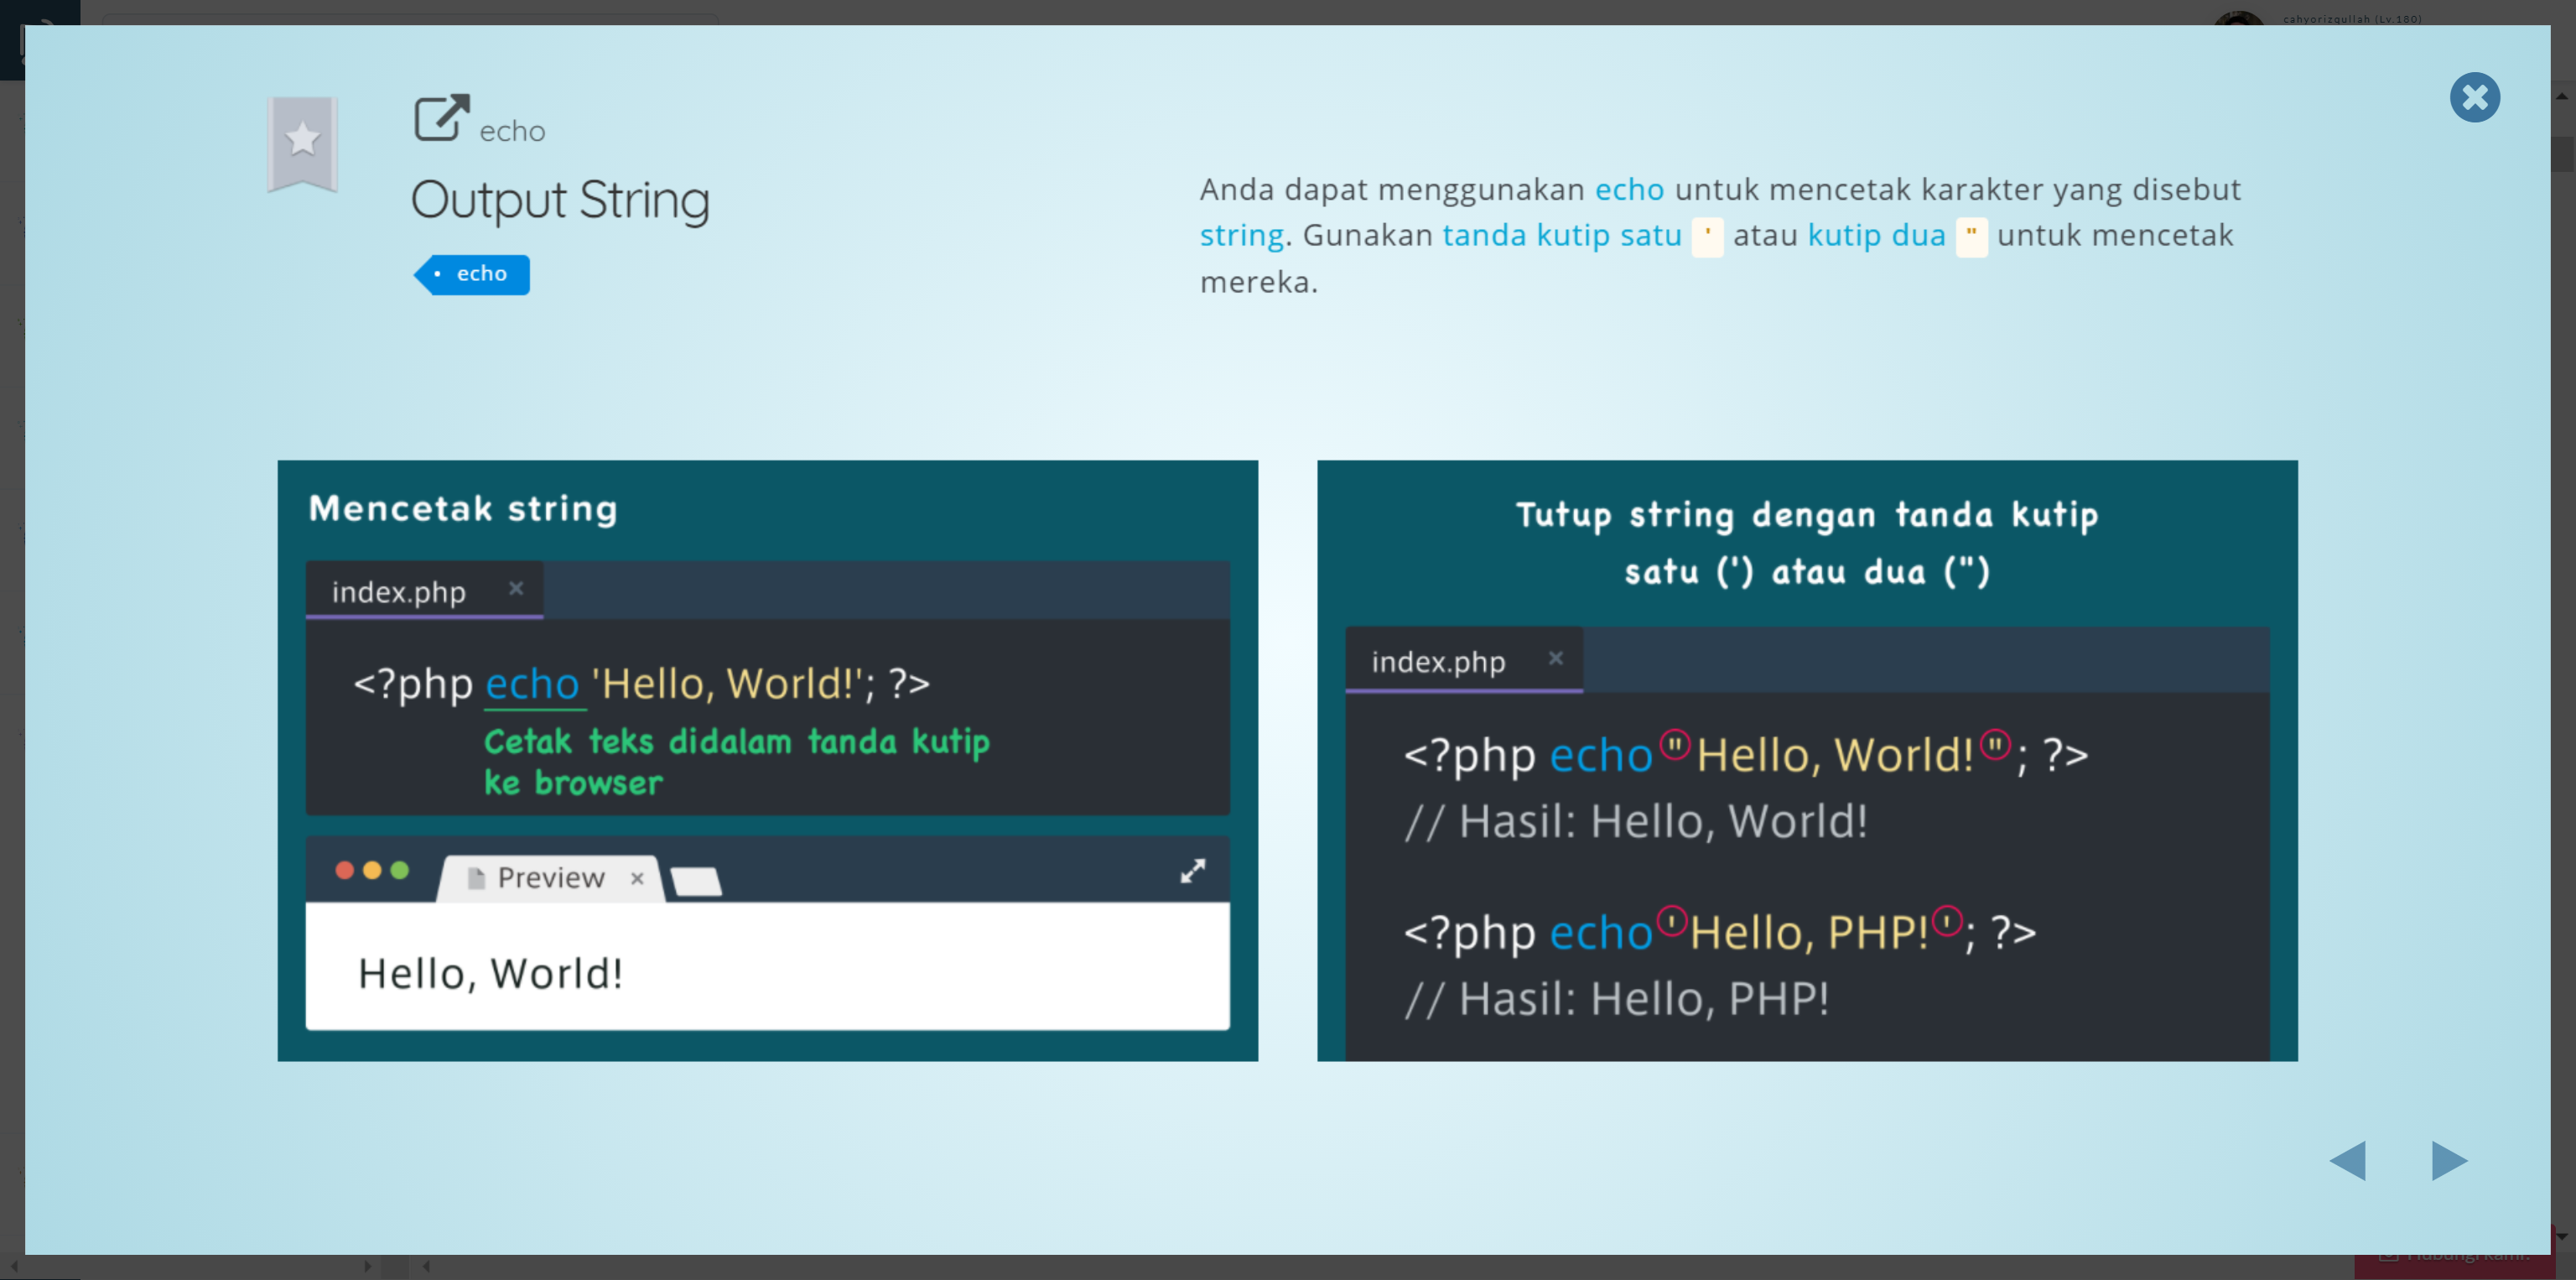 cahyorizqullah (Lv.180)
echo
Output String
echo
Anda dapat menggunakan echo untuk mencetak karakter yang disebut
string. Gunakan tanda kutip satu ' atau kutip dua " untuk mencetak
mereka.
Mencetak string
index.php
<?php echo 'Hello, World!'; ?>
Cetak teks didalam tanda kutip
ke browser
Preview
Hello, World!
Tutup string dengan tanda kutip
satu (') atau dua (")
index.php
<?php echo "Hello, World!"; ?>
// Hasil: Hello, World!
<?php echo 'Hello, PHP!'; ?>
// Hasil: Hello, PHP!